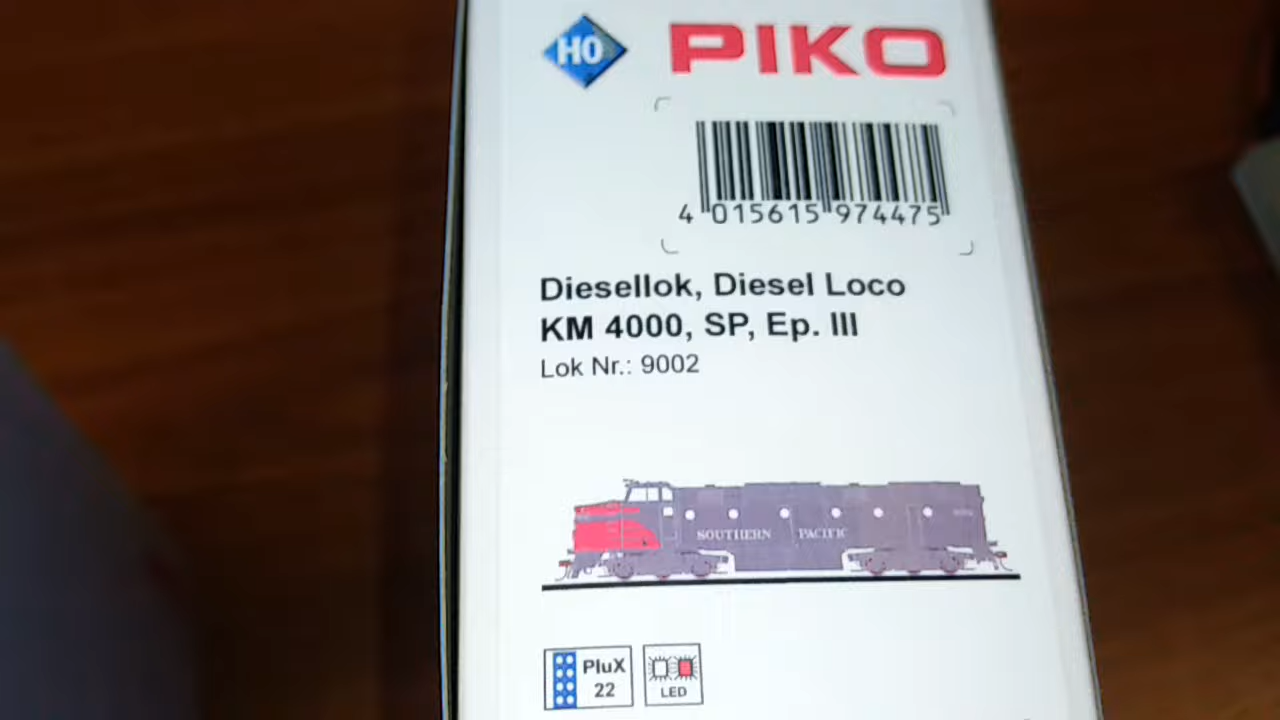 H0 PIKO
4 015615 974475
Diesellok, Diesel Loco
KM 4000, SP, Ep. III
Lok Nr.: 9002
SOUTHERN PACIFIC
PluX
22
LED